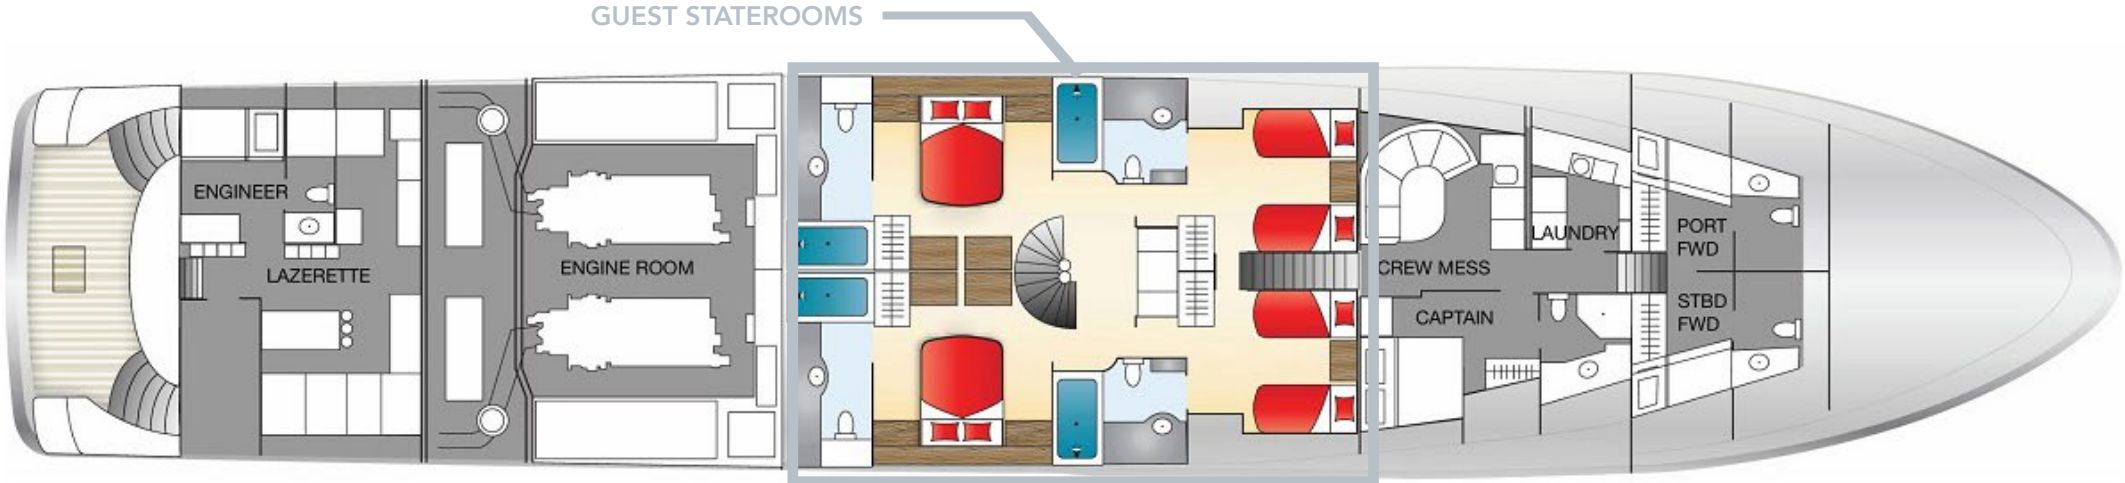 GUEST STATEROOMS
ENGINEER
LAZERETTE
ENGINE ROOM
CREW MESS
CAPTAIN
LAUNDRY
PORT
FWD
STBD
FWD